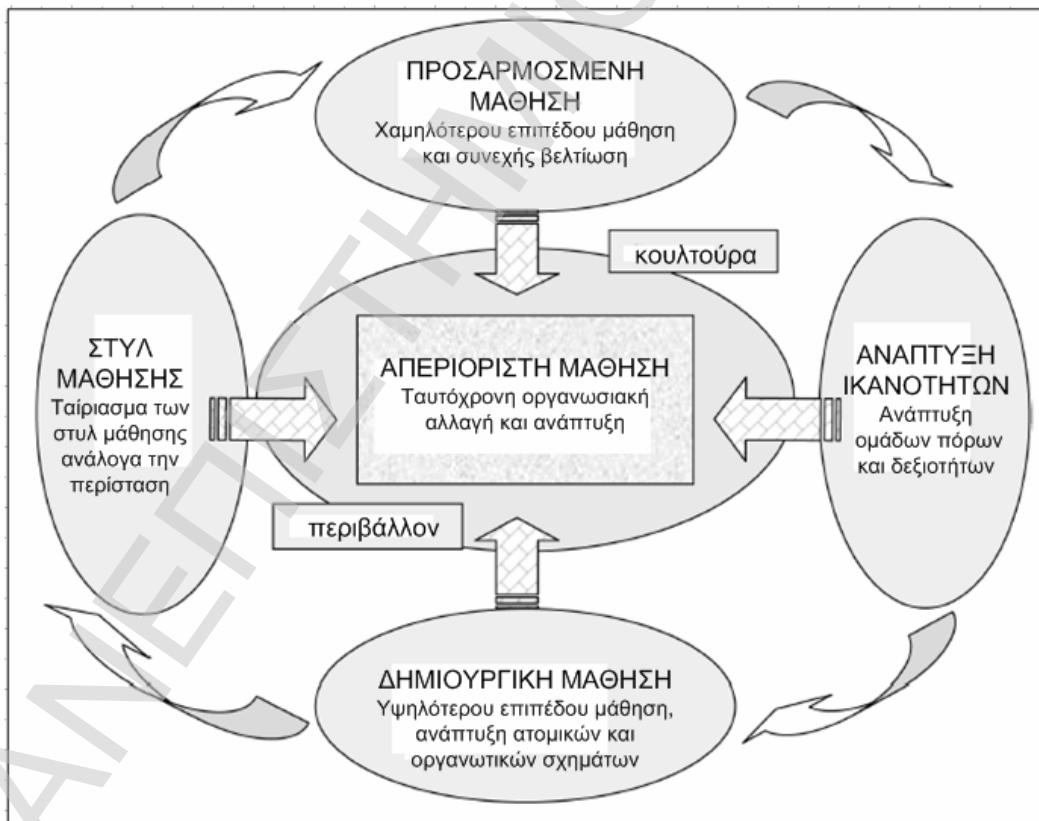 ΠΡΟΣΑΡΜΟΣΜΕΝΗ
ΜΑΘΗΣΗ
Χαμηλότερου επιπέδου μάθηση
και συνεχής βελτίωση
κουλτούρα
ΣΤΥΛ
ΜΑΘΗΣΗΣ
Ταίριασμα των
στυλ μάθησης
ανάλογα την
περίσταση
ΑΠΕΡΙΟΡΙΣΤΗ ΜΑΘΗΣΗ
Ταυτόχρονη οργανωσιακή
αλλαγή και ανάπτυξη
ΑΝΑΠΤΥΞΗ
ΙΚΑΝΟΤΗΤΩΝ
Ανάπτυξη
ομάδων πόρων
και δεξιοτήτων
περιβάλλον
ΔΗΜΙΟΥΡΓΙΚΗ ΜΑΘΗΣΗ
Υψηλότερου επιπέδου μάθηση,
ανάπτυξη ατομικών και
οργανωτικών σχημάτων